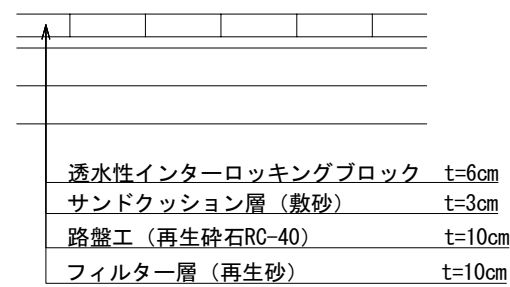 透水性インターロッキングブロック t=6cm
サンドクッション層（敷砂） t=3cm
路盤工（再生砕石RC-40） t=10cm
フィルター層（再生砂） t=10cm